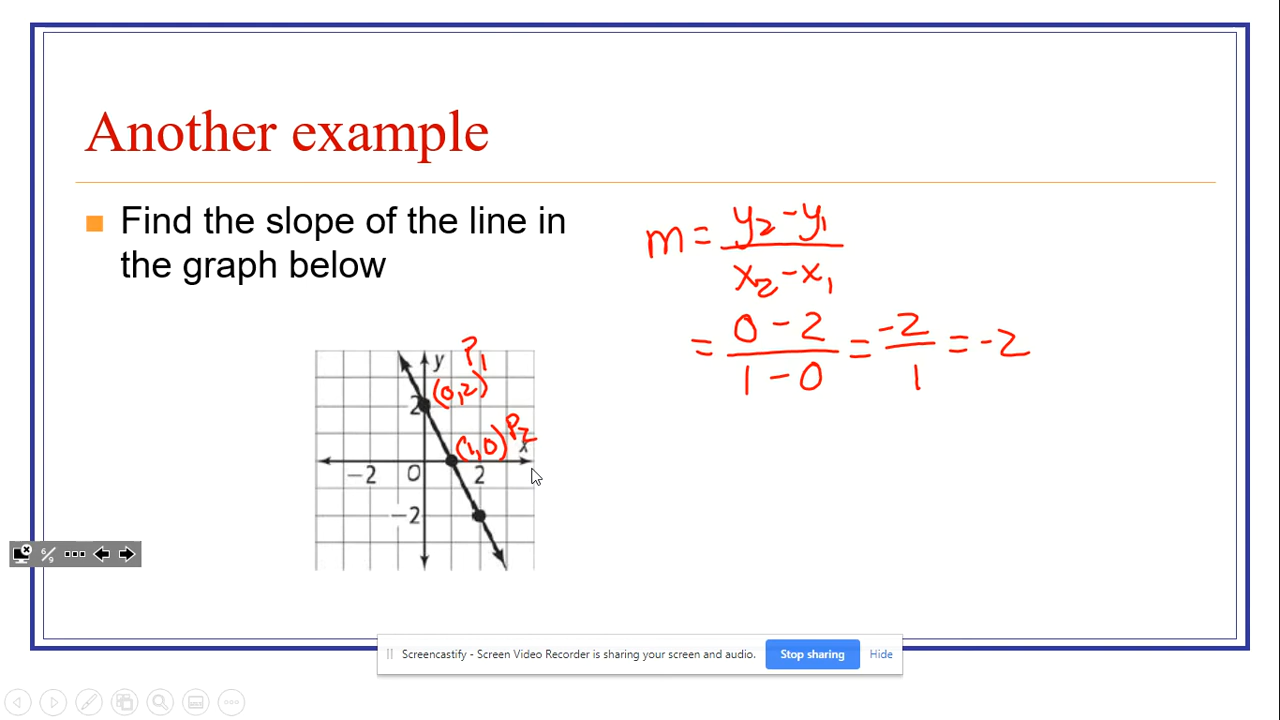 Another example
Find the slope of the line in
the graph below
m = y2 - y1 / x2 - x1
= 0 - 2 / 1 - 0 = -2 / 1 = -2
y P1
2 (0,2)
(1,0) P2
x
-2 O 2
-2
6/9
Screencastify - Screen Video Recorder is sharing your screen and audio. Stop sharing Hide